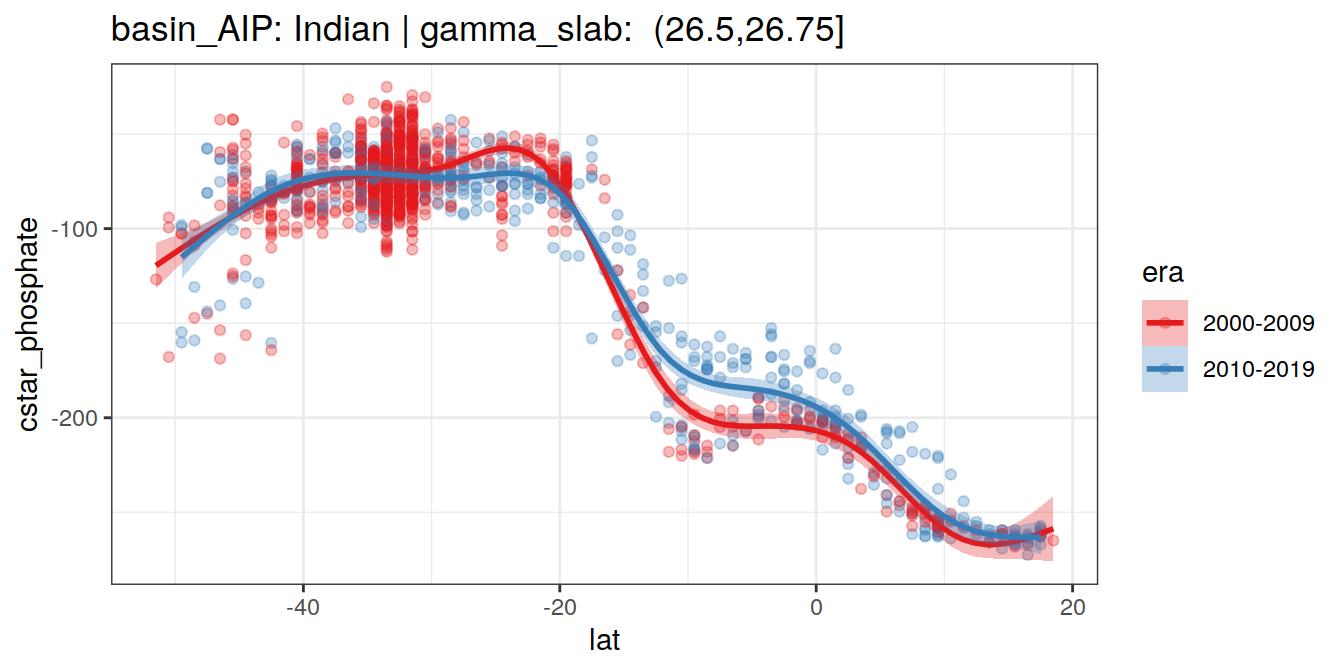 basin_AIP: Indian | gamma_slab:  (26.5,26.75]
cstar_phosphate
-100
-200
-40
-20
0
20
lat
era
2000-2009
2010-2019